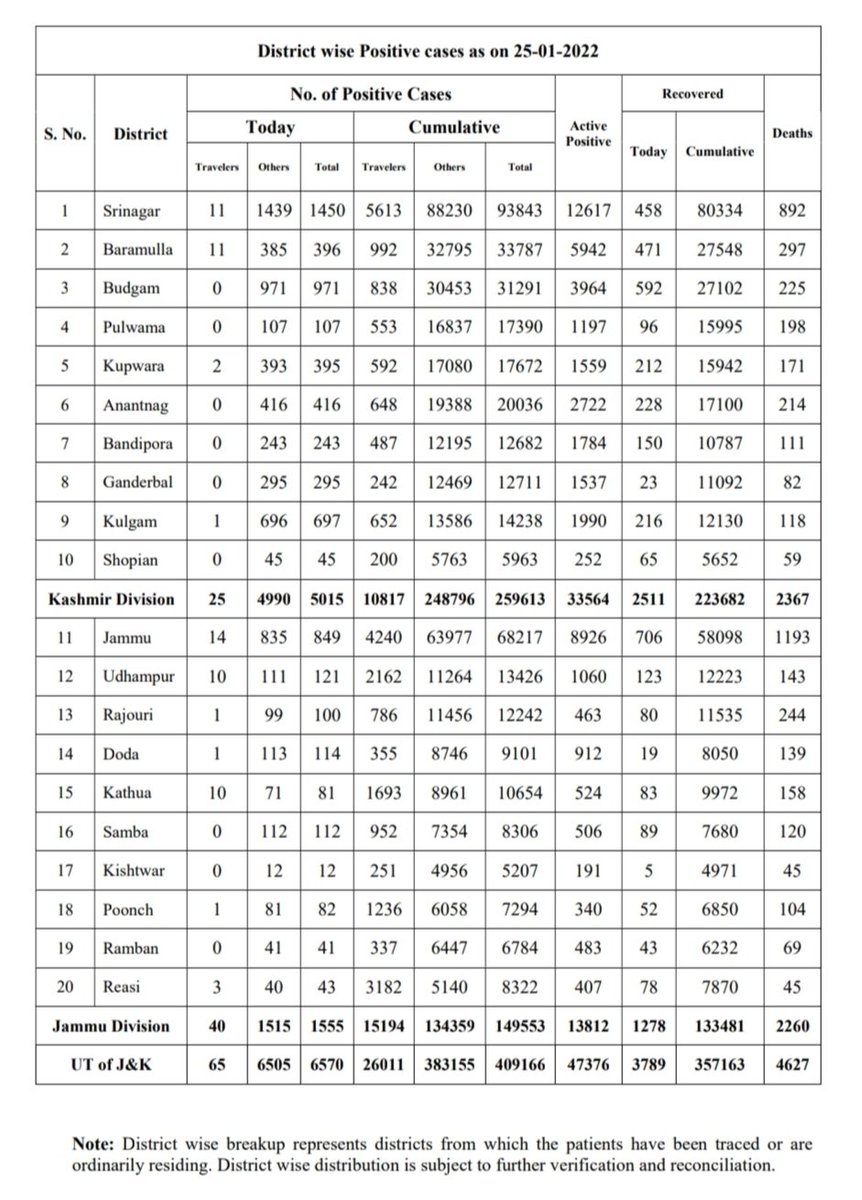 District wise Positive cases as on 25-01-2022
S. No. District No. of Positive Cases Active Positive Recovered Deaths
Today Cumulative Today Cumulative
Travelers Others Total Travelers Others Total
1 Srinagar 11 1439 1450 5613 88230 93843 12617 458 80334 892
2 Baramulla 11 385 396 992 32795 33787 5942 471 27548 297
3 Budgam 0 971 971 838 30453 31291 3964 592 27102 225
4 Pulwama 0 107 107 553 16837 17390 1197 96 15995 198
5 Kupwara 2 393 395 592 17080 17672 1559 212 15942 171
6 Anantnag 0 416 416 648 19388 20036 2722 228 17100 214
7 Bandipora 0 243 243 487 12195 12682 1784 150 10787 111
8 Ganderbal 0 295 295 242 12469 12711 1537 23 11092 82
9 Kulgam 1 696 697 652 13586 14238 1990 216 12130 118
10 Shopian 0 45 45 200 5763 5963 252 65 5652 59
Kashmir Division 25 4990 5015 10817 248796 259613 33564 2511 223682 2367
11 Jammu 14 835 849 4240 63977 68217 8926 706 58098 1193
12 Udhampur 10 111 121 2162 11264 13426 1060 123 12223 143
13 Rajouri 1 99 100 786 11456 12242 463 80 11535 244
14 Doda 1 113 114 355 8746 9101 912 19 8050 139
15 Kathua 10 71 81 1693 8961 10654 524 83 9972 158
16 Samba 0 112 112 952 7354 8306 506 89 7680 120
17 Kishtwar 0 12 12 251 4956 5207 191 5 4971 45
18 Poonch 1 81 82 1236 6058 7294 340 52 6850 104
19 Ramban 0 41 41 337 6447 6784 483 43 6232 69
20 Reasi 3 40 43 3182 5140 8322 407 78 7870 45
Jammu Division 40 1515 1555 15194 134359 149553 13812 1278 133481 2260
UT of J&K 65 6505 6570 26011 383155 409166 47376 3789 357163 4627
Note: District wise breakup represents districts from which the patients have been traced or are
ordinarily residing. District wise distribution is subject to further verification and reconciliation.